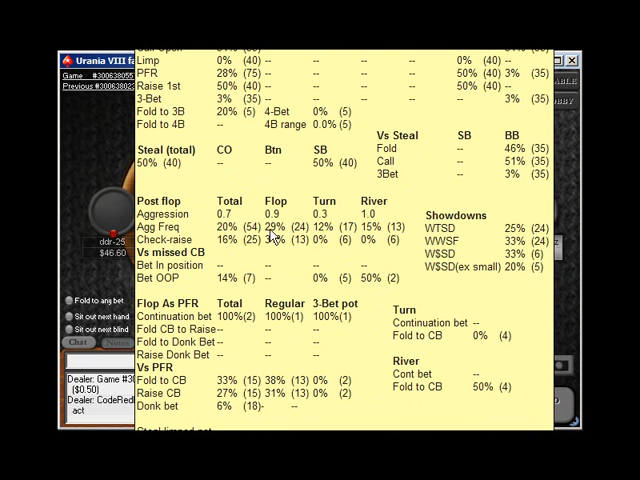 Urania VIII fa
Game #300638055
Previous #300638023
ABLE
OBBY
Limp 0% (40) -- -- -- -- 0% (40) --
PFR 28% (75) -- -- -- -- 50% (40) 3% (35)
Raise 1st 50% (40) -- -- -- -- 50% (40) --
3-Bet 3% (35) -- -- -- -- -- 3% (35)
Fold to 3B 20% (5) 4-Bet 0% (5)
Fold to 4B -- 4B range 0.0% (5)
Vs Steal SB BB
Fold -- 46% (35)
Call -- 51% (35)
3Bet -- 3% (35)
Steal (total) CO Btn SB
50% (40) -- -- 50% (40)
Post flop Total Flop Turn River
Aggression 0.7 0.9 0.3 1.0
Agg Freq 20% (54) 29% (24) 12% (17) 15% (13)
Check-raise 16% (25) (13) 0% (6) 0% (6)
Showdowns
WTSD 25% (24)
WWSF 33% (24)
W$SD 33% (6)
W$SD(ex small) 20% (5)
Vs missed CB
Bet In position -- -- -- --
Bet OOP 14% (7) -- 0% (5) 50% (2)
Flop As PFR Total Regular 3-Bet pot
Continuation bet 100%(2) 100%(1) 100%(1)
Fold CB to Raise -- -- --
Fold to Donk Bet -- -- --
Raise Donk Bet -- -- --
Turn
Continuation bet --
Fold to CB 0% (4)
Vs PFR
Fold to CB 33% (15) 38% (13) 0% (2)
Raise CB 27% (15) 31% (13) 0% (2)
Donk bet 6% (18)- --
River
Cont bet --
Fold to CB 50% (4)
ddr-25
$46.60
Fold to any bet
Sit out next hand
Sit out next blind
Chat Notes
Dealer: Game #30
($0.50)
Dealer: CodeRed
act